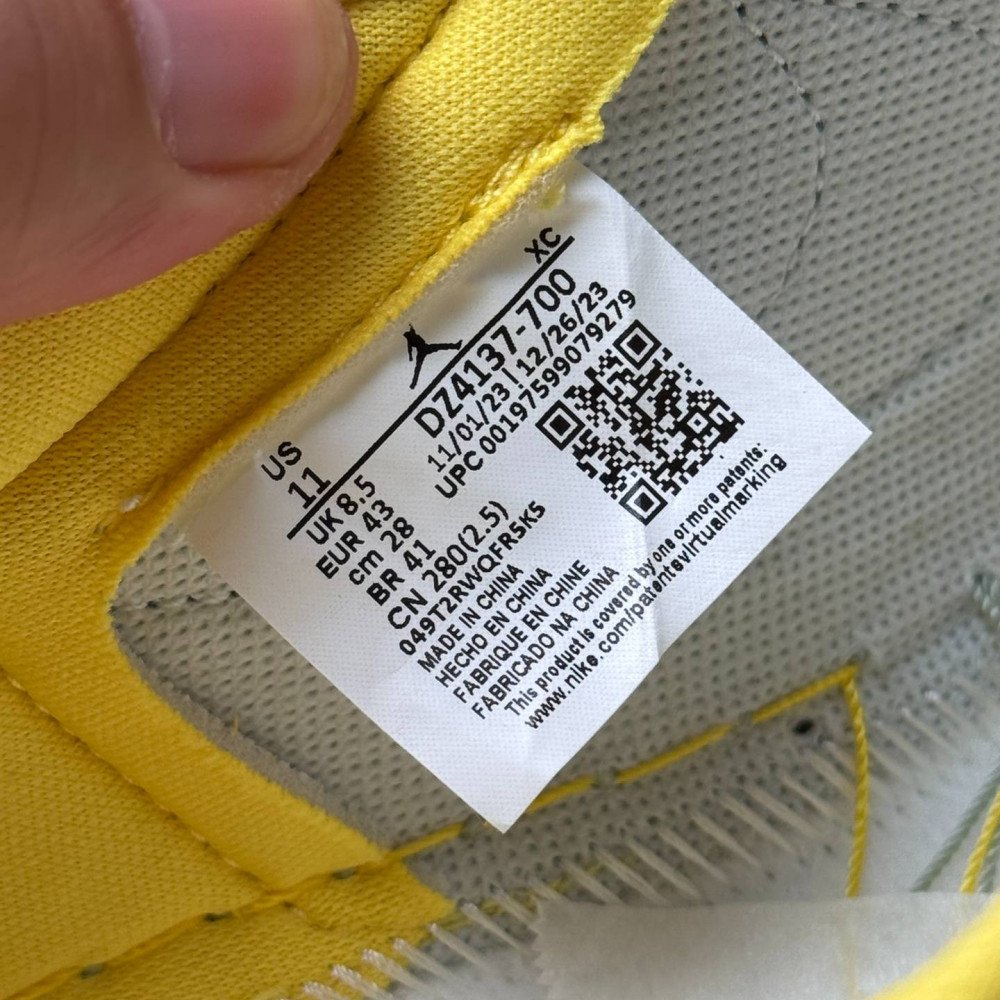 XC
US
11
UK 8.5
EUR 43
cm 28
BR 41
CN 280(2.5)
DZ4137-700
11/01/23 | 12/26/23
UPC 00197599079279
049T2RWQFR5K5
MADE IN CHINA
HECHO EN CHINA
FABRIQUE EN CHINE
FABRICADO NA CHINA
This product is covered by one or more patents:
www.nike.com/patentevirtualmarking